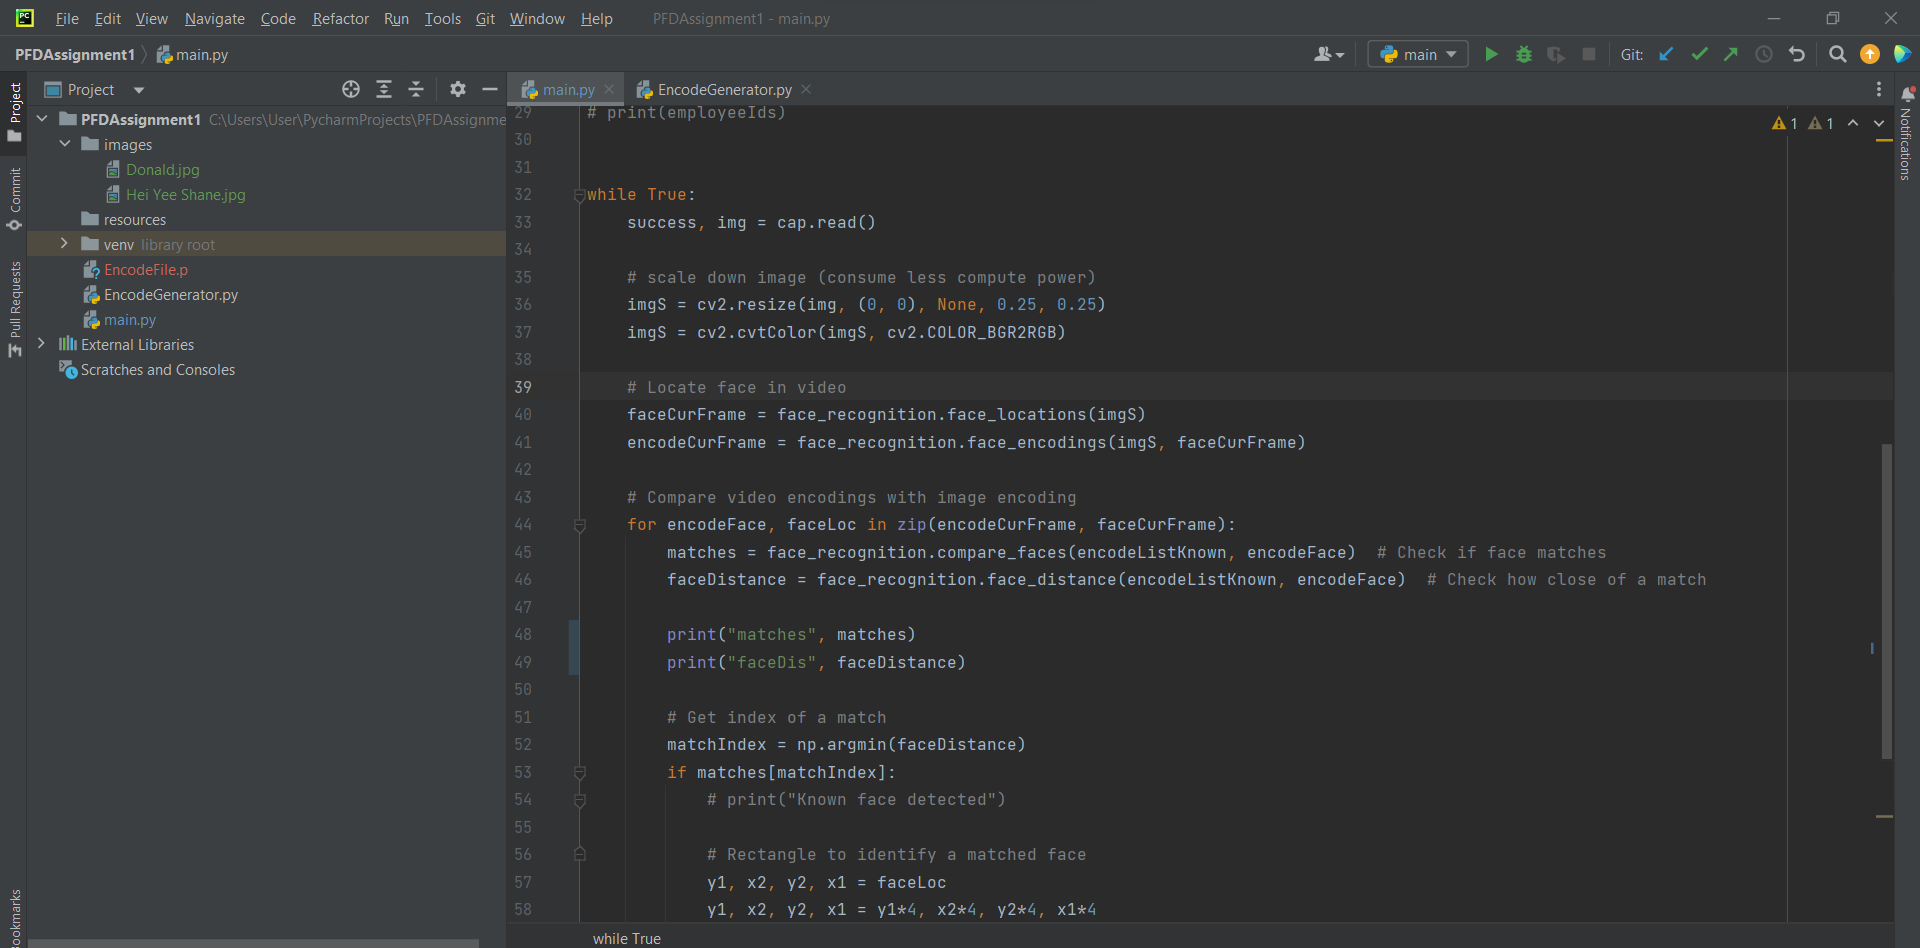 PC
File Edit View Navigate Code Refactor Run Tools Git Window Help PFDAssignment1 - main.py
PFDAssignment1 main.py main Git:
Project
Commit
Pull Requests
Bookmarks
Project
PFDAssignment1 C:\Users\User\PycharmProjects\PFDAssignme
images
Donald.jpg
Hei Yee Shane.jpg
resources
venv library root
EncodeFile.p
EncodeGenerator.py
main.py
External Libraries
Scratches and Consoles
main.py EncodeGenerator.py
1 1
29 # print(employeeIds)
30
31
32 while True:
33 success, img = cap.read()
34
35 # scale down image (consume less compute power)
36 imgS = cv2.resize(img, (0, 0), None, 0.25, 0.25)
37 imgS = cv2.cvtColor(imgS, cv2.COLOR_BGR2RGB)
38
39 # Locate face in video
40 faceCurFrame = face_recognition.face_locations(imgS)
41 encodeCurFrame = face_recognition.face_encodings(imgS, faceCurFrame)
42
43 # Compare video encodings with image encoding
44 for encodeFace, faceLoc in zip(encodeCurFrame, faceCurFrame):
45 matches = face_recognition.compare_faces(encodeListKnown, encodeFace) # Check if face matches
46 faceDistance = face_recognition.face_distance(encodeListKnown, encodeFace) # Check how close of a match
47
48 print("matches", matches)
49 print("faceDis", faceDistance)
50
51 # Get index of a match
52 matchIndex = np.argmin(faceDistance)
53 if matches[matchIndex]:
54 # print("Known face detected")
55
56 # Rectangle to identify a matched face
57 y1, x2, y2, x1 = faceLoc
58 y1, x2, y2, x1 = y1*4, x2*4, y2*4, x1*4
while True
Notifications